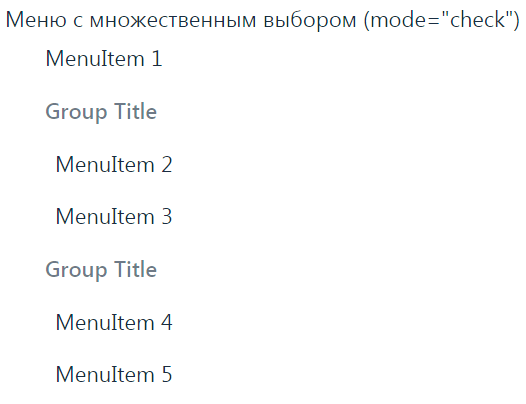 Меню с множественным выбором (mode="check")
MenuItem 1
Group Title
MenuItem 2
MenuItem 3
Group Title
MenuItem 4
MenuItem 5